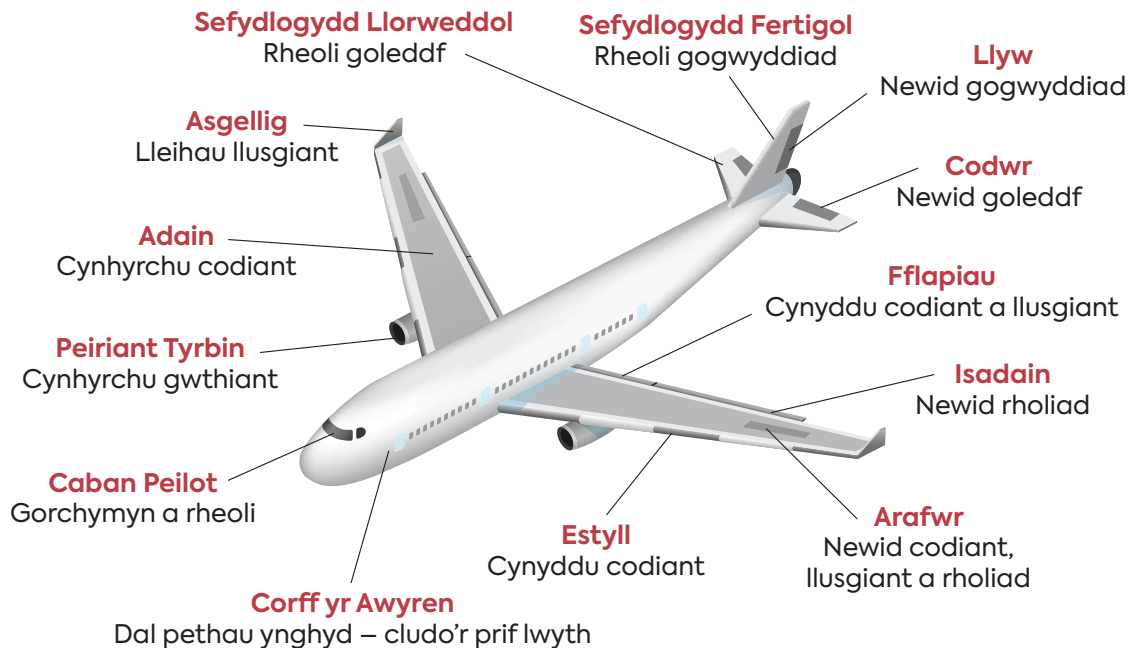 Sefydlogydd Llorweddol
Rheoli goleddf
Sefydlogydd Fertigol
Rheoli gogwyddiad
Llyw
Newid gogwyddiad
Asgellig
Lleihau llusgiant
Codwr
Newid goleddf
Adain
Cynhyrchu codiant
Fflapiau
Cynyddu codiant a llusgiant
Peiriant Tyrbin
Cynhyrchu gwthiant
Isadain
Newid rholiad
Caban Peilot
Gorchymyn a rheoli
Estyll
Cynyddu codiant
Arafwr
Newid codiant,
llusgiant a rholiad
Corff yr Awyren
Dal pethau ynghyd – cludo'r prif lwyth